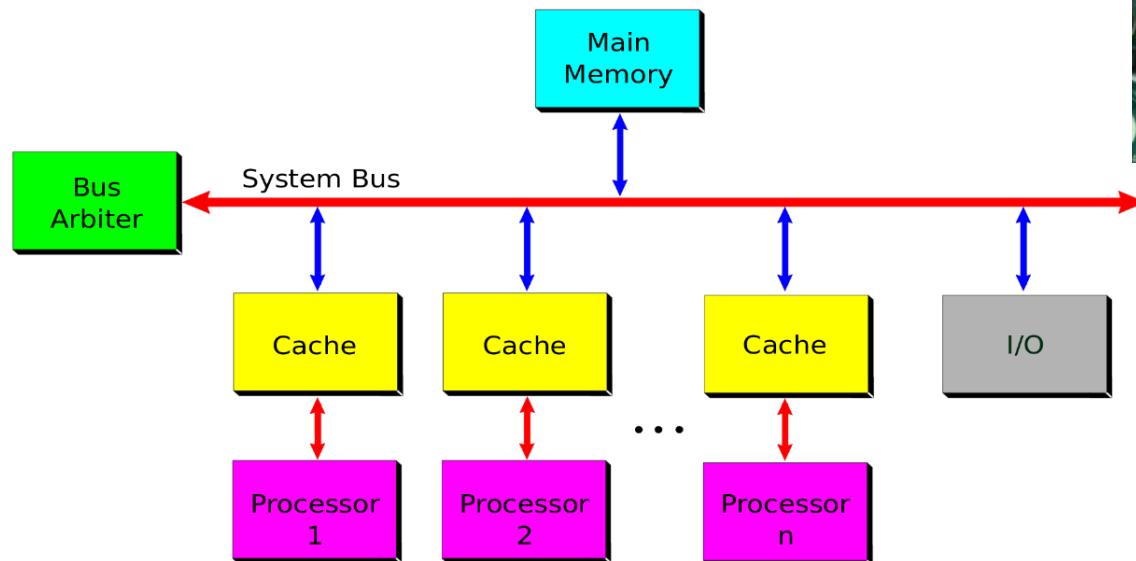 Main
Memory
Bus
Arbiter
System Bus
Cache
Cache
Cache
I/O
...
Processor
1
Processor
2
Processor
n